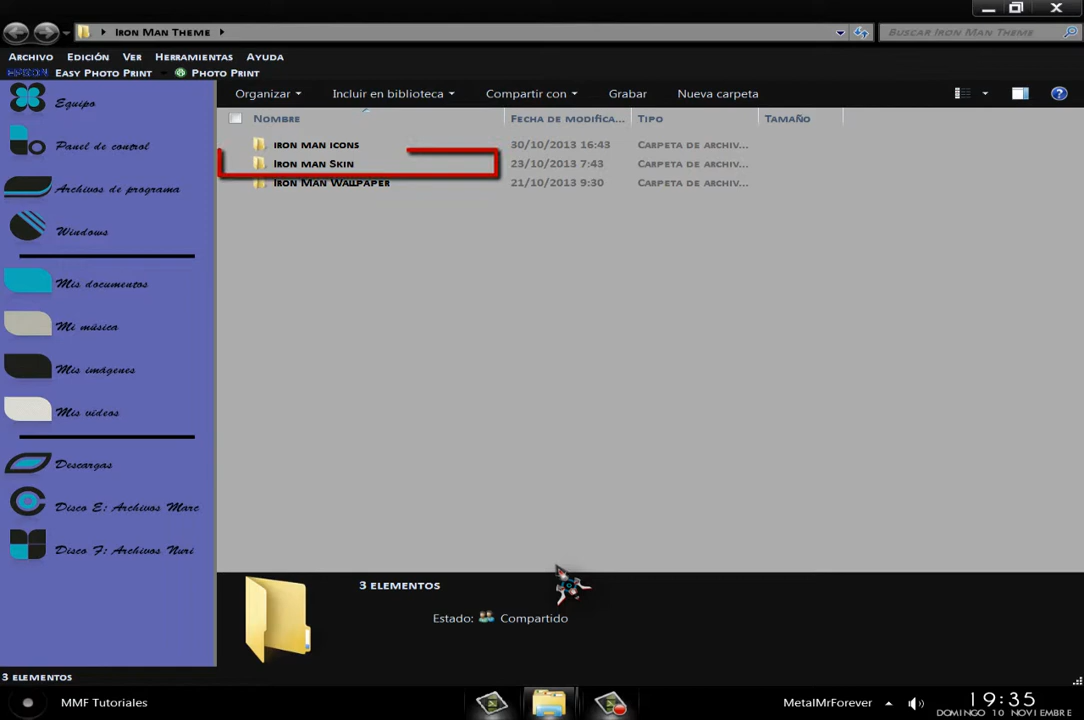 Iron Man Theme
Buscar Iron Man Theme
Archivo Edición Ver Herramientas Ayuda
EPSON Easy Photo Print Photo Print
Equipo
Panel de control
Archivos de programa
Windows
Mis documentos
Mi música
Mis imágenes
Mis videos
Descargas
Disco E: Archivos Marc
Disco F: Archivos Nuri
Organizar Incluir en biblioteca Compartir con Grabar Nueva carpeta
Nombre Fecha de modifica... Tipo Tamaño
iron man icons 30/10/2013 16:43 Carpeta de archiv...
Iron man Skin 23/10/2013 7:43 Carpeta de archiv...
Iron Man Wallpaper 21/10/2013 9:30 Carpeta de archiv...
3 elementos
Estado: Compartido
3 elementos
MMF Tutoriales
MetalMrForever
19:35
domingo 10 noviembre